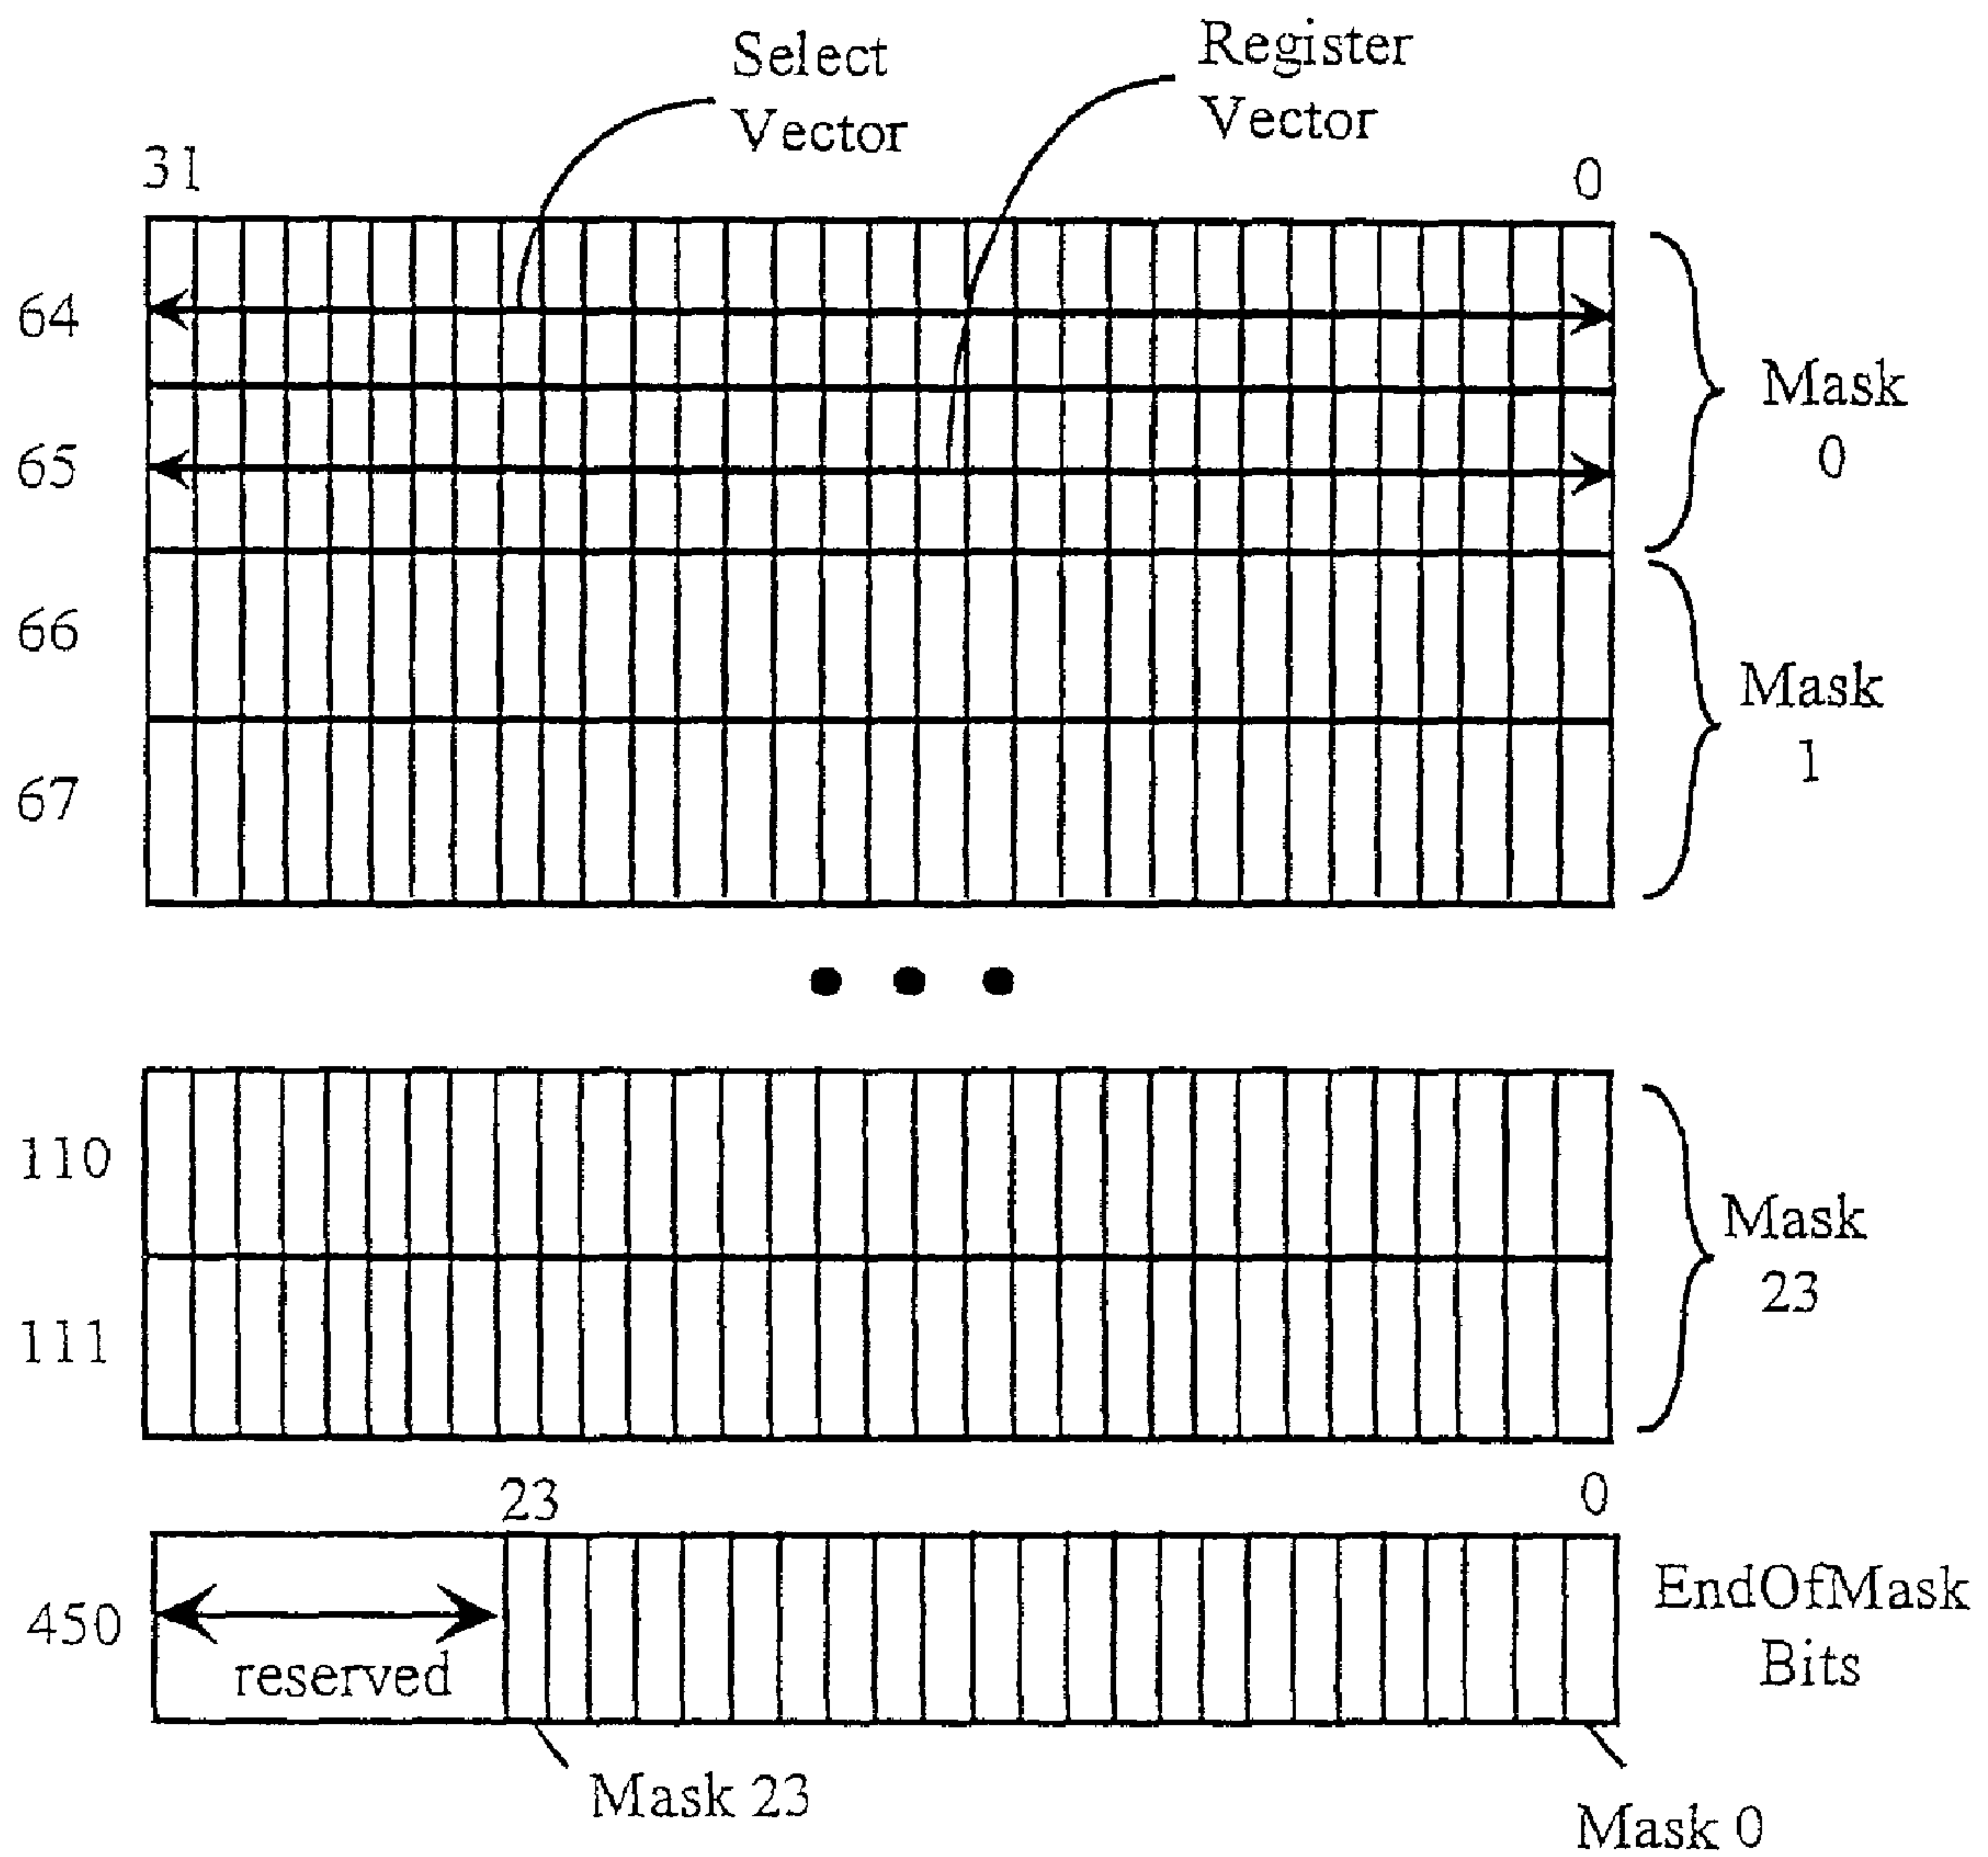 Select
Vector
Register
Vector
31
0
64
65
66
67
Mask
0
Mask
1
110
111
Mask
23
23
0
450
reserved
EndOfMask
Bits
Mask 23
Mask 0